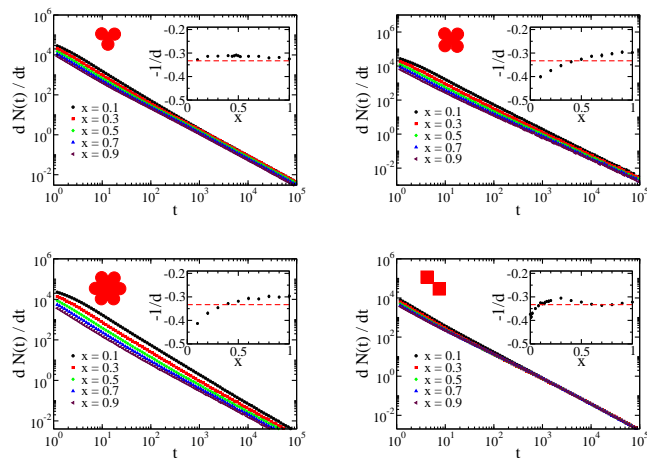 d N(t) / dt
10^6
10^4
10^2
10^0
10^-2
x = 0.1
x = 0.3
x = 0.5
x = 0.7
x = 0.9
-1/d
-0.2
-0.3
-0.4
-0.5
0 0.5 1
x
10^0 10^1 10^2 10^3 10^4 10^5
t
d N(t) / dt
10^6
10^4
10^2
10^0
10^-2
x = 0.1
x = 0.3
x = 0.5
x = 0.7
x = 0.9
-1/d
-0.2
-0.3
-0.4
-0.5
0 0.5 1
x
10^0 10^1 10^2 10^3 10^4 10^5
t
d N(t) / dt
10^6
10^4
10^2
10^0
10^-2
x = 0.1
x = 0.3
x = 0.5
x = 0.7
x = 0.9
-1/d
-0.2
-0.3
-0.4
-0.5
0 0.5 1
x
10^0 10^1 10^2 10^3 10^4 10^5
t
d N(t) / dt
10^6
10^4
10^2
10^0
10^-2
x = 0.1
x = 0.3
x = 0.5
x = 0.7
x = 0.9
-1/d
-0.2
-0.3
-0.4
-0.5
0 0.5 1
x
10^0 10^1 10^2 10^3 10^4 10^5
t